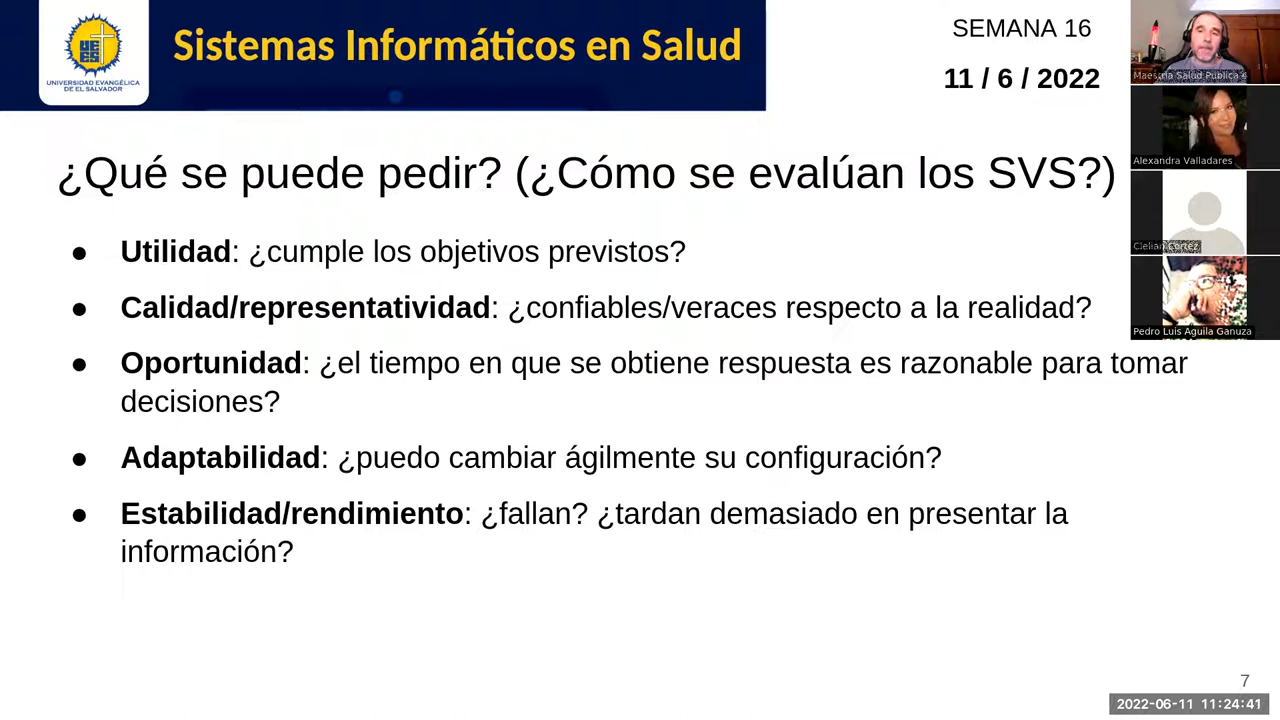 Sistemas Informáticos en Salud
UNIVERSIDAD EVANGÉLICA
DE EL SALVADOR
SEMANA 16
11 / 6 / 2022
¿Qué se puede pedir? (¿Cómo se evalúan los SVS?)
● Utilidad: ¿cumple los objetivos previstos?
● Calidad/representatividad: ¿confiables/veraces respecto a la realidad?
● Oportunidad: ¿el tiempo en que se obtiene respuesta es razonable para tomar
decisiones?
● Adaptabilidad: ¿puedo cambiar ágilmente su configuración?
● Estabilidad/rendimiento: ¿fallan? ¿tardan demasiado en presentar la
información?
Maestria Salud Publica 4
Alexandra Valladares
Clelian Cortez
Pedro Luis Aguila Ganuza
7
2022-06-11 11:24:41